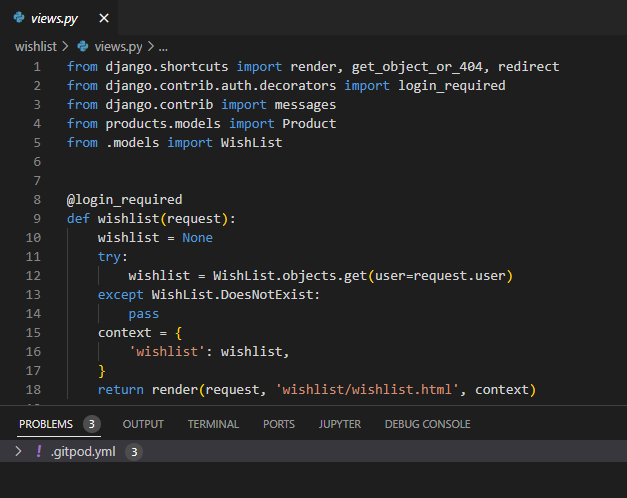 views.py ×
wishlist > views.py > ...
1 from django.shortcuts import render, get_object_or_404, redirect
2 from django.contrib.auth.decorators import login_required
3 from django.contrib import messages
4 from products.models import Product
5 from .models import WishList
6
7
8 @login_required
9 def wishlist(request):
10     wishlist = None
11     try:
12         wishlist = WishList.objects.get(user=request.user)
13     except WishList.DoesNotExist:
14         pass
15     context = {
16         'wishlist': wishlist,
17     }
18     return render(request, 'wishlist/wishlist.html', context)
PROBLEMS 3 OUTPUT TERMINAL PORTS JUPYTER DEBUG CONSOLE
> ! .gitpod.yml 3